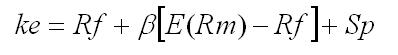 ke = Rf + β[E(Rm) − Rf] + Sp